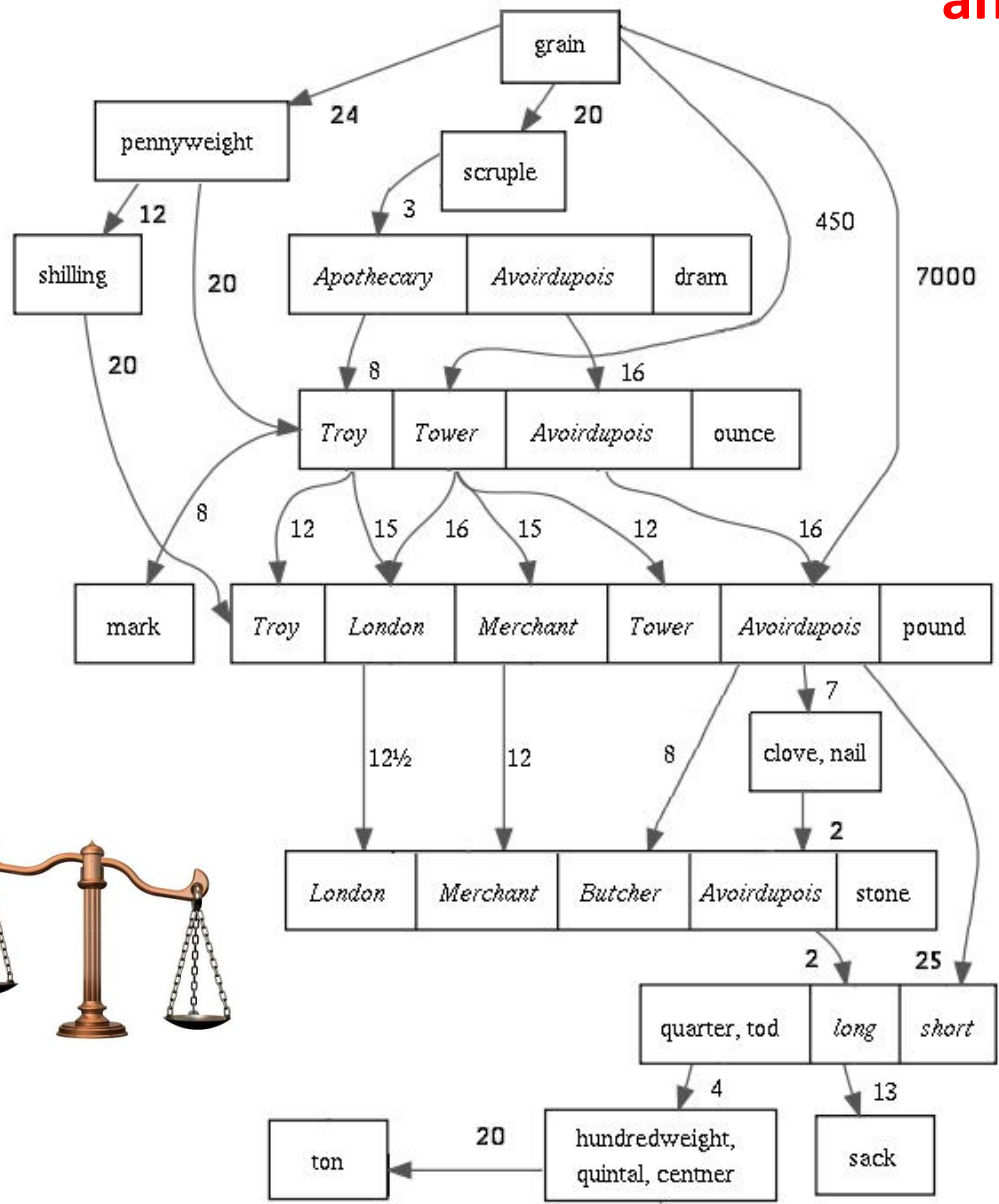 grain
24
20
pennyweight
scruple
12
3
450
shilling
20
Apothecary Avoirdupois dram
7000
20
8
16
Troy Tower Avoirdupois ounce
8
12
15
16
15
12
16
mark
Troy London Merchant Tower Avoirdupois pound
7
12½
12
8
clove, nail
2
London Merchant Butcher Avoirdupois stone
2
25
quarter, tod long short
4
13
20
hundredweight,
quintal, centner
ton
sack